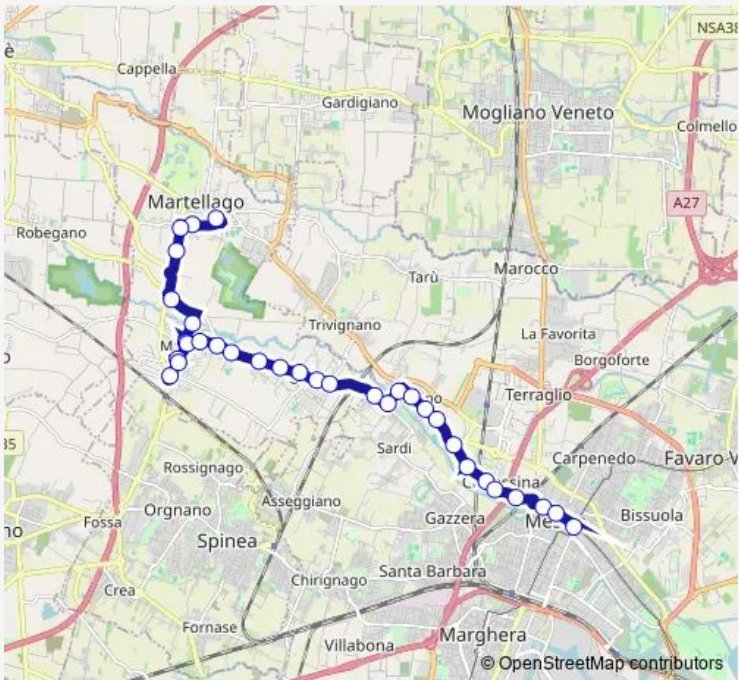 NSA38
è
Cappella
Gardigiano
Mogliano Veneto
Colmello
Martellago
A27
Robegano
Tarù
Marocco
Trivignano
La Favorita
M
Borgoforte
Terraglio
Sardi
Carpenedo
Favaro V
Rossignago
Asseggiano
Orgnano
Gazzera
Bissuola
Fossa
Spinea
Chirignago
Santa Barbara
Crea
Fornase
Villabona
Marghera
© OpenStreetMap contributors